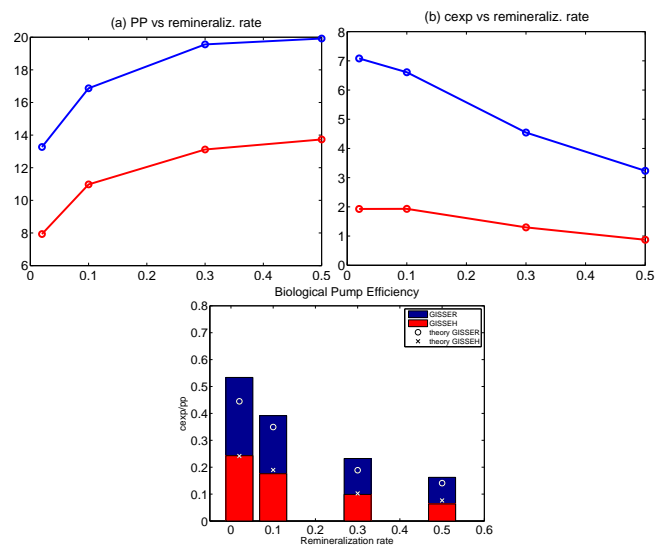 (a) PP vs remineraliz. rate
20
18
16
14
12
10
8
6
0 0.1 0.2 0.3 0.4 0.5
(b) cexp vs remineraliz. rate
8
7
6
5
4
3
2
1
0
0 0.1 0.2 0.3 0.4 0.5
Biological Pump Efficiency
0.8
0.7
0.6
0.5
0.4
0.3
0.2
0.1
0
cexp/pp
GISSER
GISSEH
theory GISSER
theory GISSEH
0 0.1 0.2 0.3 0.4 0.5 0.6
Remineralization rate